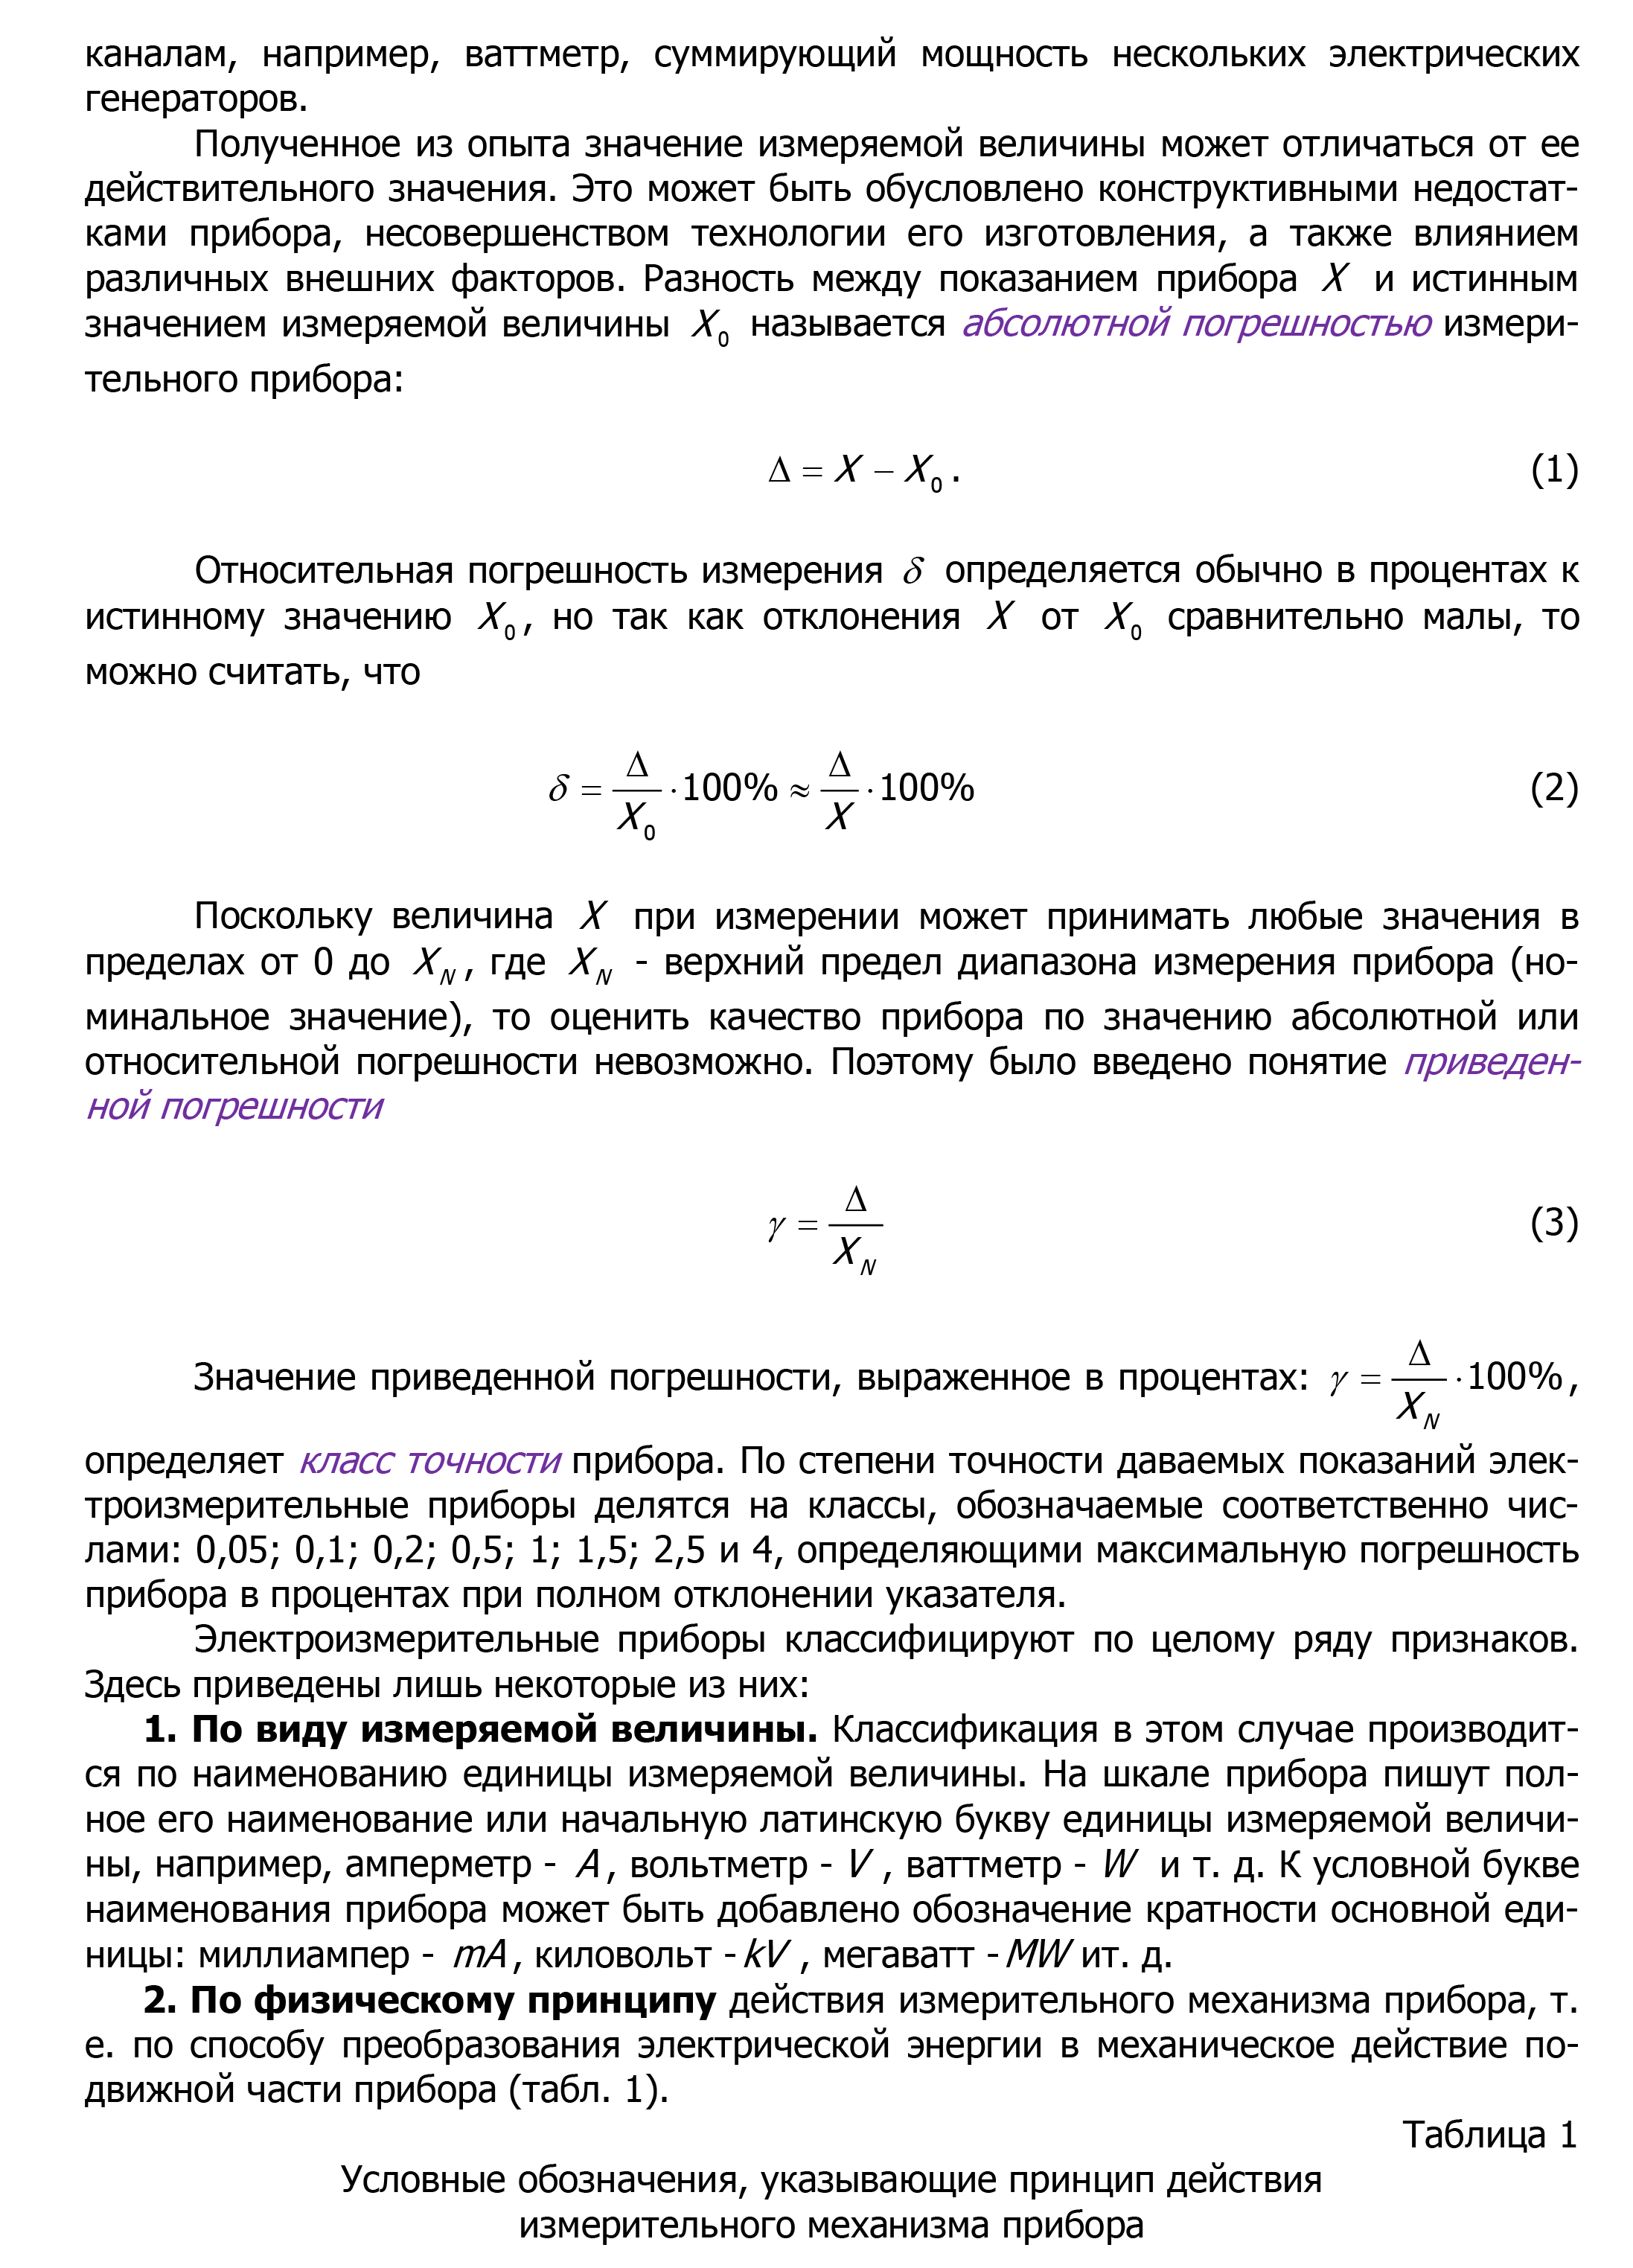 каналам, например, ваттметр, суммирующий мощность нескольких электрических
генераторов.
Полученное из опыта значение измеряемой величины может отличаться от ее
действительного значения. Это может быть обусловлено конструктивными недостат-
ками прибора, несовершенством технологии его изготовления, а также влиянием
различных внешних факторов. Разность между показанием прибора X и истинным
значением измеряемой величины X₀ называется абсолютной погрешностью измери-
тельного прибора:
Δ = X − X₀. (1)
Относительная погрешность измерения δ определяется обычно в процентах к
истинному значению X₀, но так как отклонения X от X₀ сравнительно малы, то
можно считать, что
δ = Δ/X₀ · 100% ≈ Δ/X · 100% (2)
Поскольку величина X при измерении может принимать любые значения в
пределах от 0 до X_N, где X_N - верхний предел диапазона измерения прибора (но-
минальное значение), то оценить качество прибора по значению абсолютной или
относительной погрешности невозможно. Поэтому было введено понятие приведен-
ной погрешности
γ = Δ/X_N (3)
Значение приведенной погрешности, выраженное в процентах: γ = Δ/X_N · 100%,
определяет класс точности прибора. По степени точности даваемых показаний элек-
троизмерительные приборы делятся на классы, обозначаемые соответственно чис-
лами: 0,05; 0,1; 0,2; 0,5; 1; 1,5; 2,5 и 4, определяющими максимальную погрешность
прибора в процентах при полном отклонении указателя.
Электроизмерительные приборы классифицируют по целому ряду признаков.
Здесь приведены лишь некоторые из них:
1. По виду измеряемой величины. Классификация в этом случае производит-
ся по наименованию единицы измеряемой величины. На шкале прибора пишут пол-
ное его наименование или начальную латинскую букву единицы измеряемой величи-
ны, например, амперметр - A, вольтметр - V , ваттметр - W и т. д. К условной букве
наименования прибора может быть добавлено обозначение кратности основной еди-
ницы: миллиампер - mA, киловольт - kV , мегаватт - MW ит. д.
2. По физическому принципу действия измерительного механизма прибора, т.
е. по способу преобразования электрической энергии в механическое действие по-
движной части прибора (табл. 1).
Таблица 1
Условные обозначения, указывающие принцип действия
измерительного механизма прибора